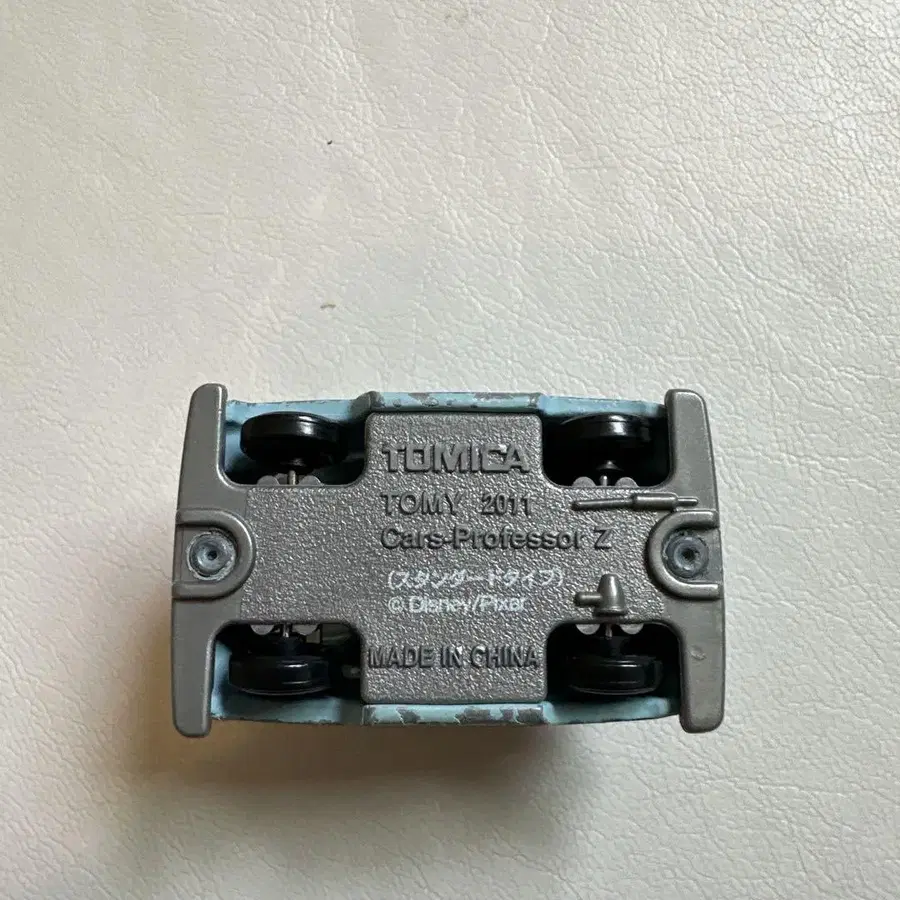 TOMICA
TOMY 2011
Cars-Professor Z
(スタンダードタイプ)
© Disney/Pixar
MADE IN CHINA